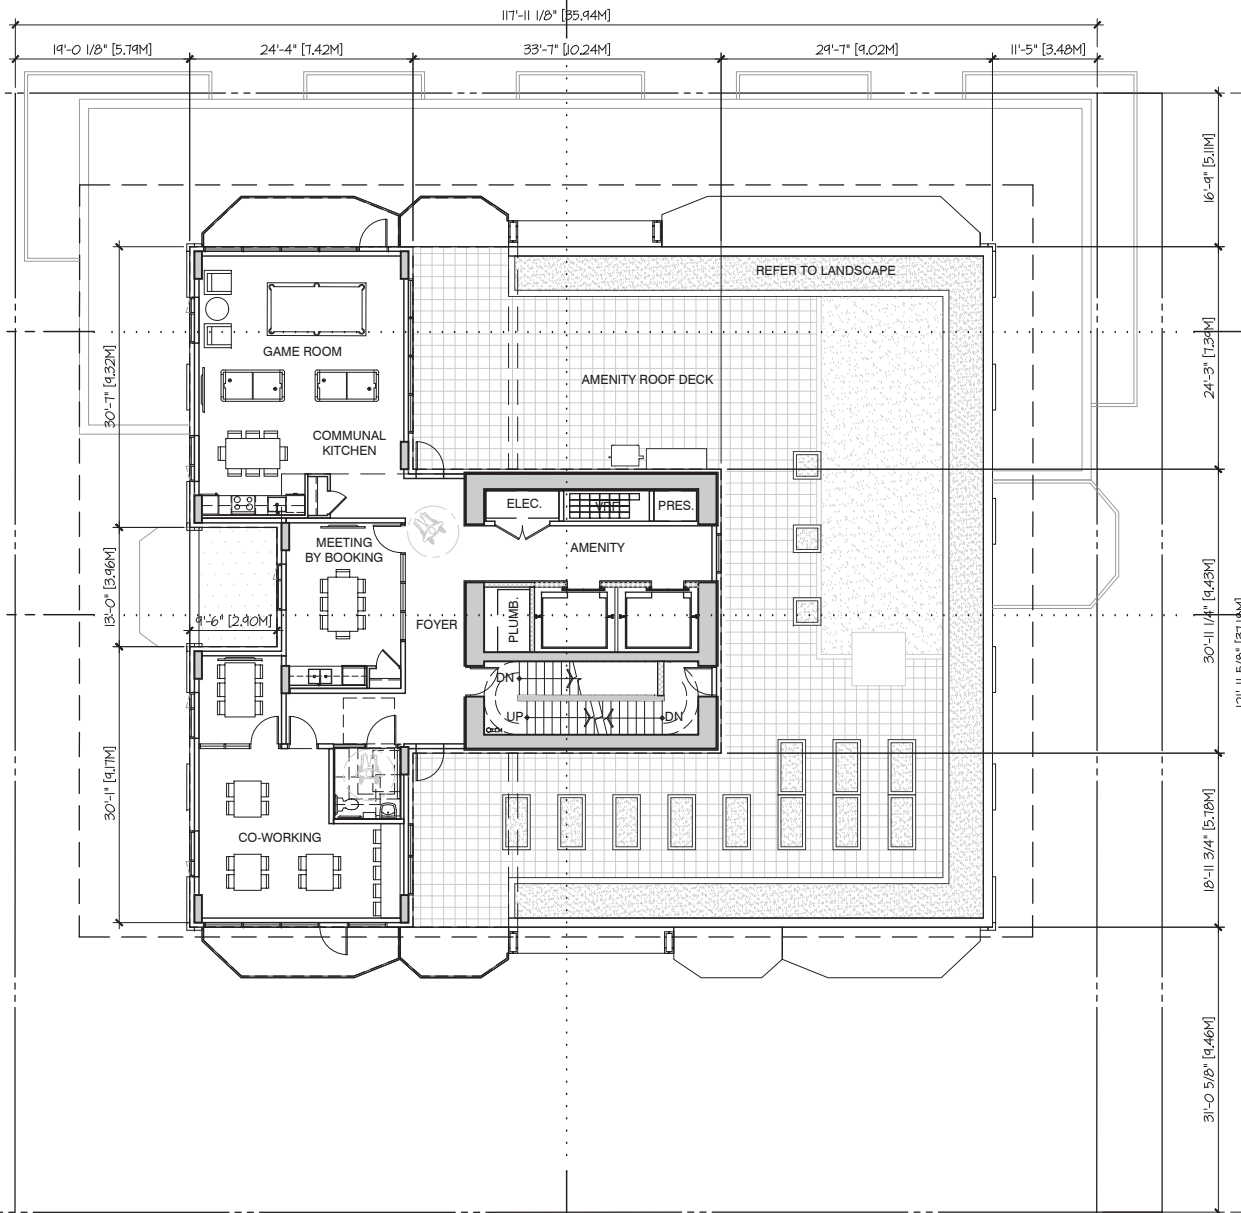 117'-11 1/8" [35.94M]
19'-0 1/8" [5.79M]
24'-4" [7.42M]
33'-7" [10.24M]
29'-7" [9.02M]
11'-5" [3.48M]
16'-9" [5.11M]
REFER TO LANDSCAPE
24'-3" [7.39M]
GAME ROOM
30'-7" [9.32M]
AMENITY ROOF DECK
COMMUNAL
KITCHEN
ELEC.
PRES.
MEETING
BY BOOKING
AMENITY
13'-0" [3.96M]
9'-6" [2.90M]
FOYER
PLUMB.
30'-11 1/4" [9.43M]
DN
UP
DN
30'-1" [9.17M]
CO-WORKING
18'-11 3/4" [5.78M]
31'-0 5/8" [9.46M]